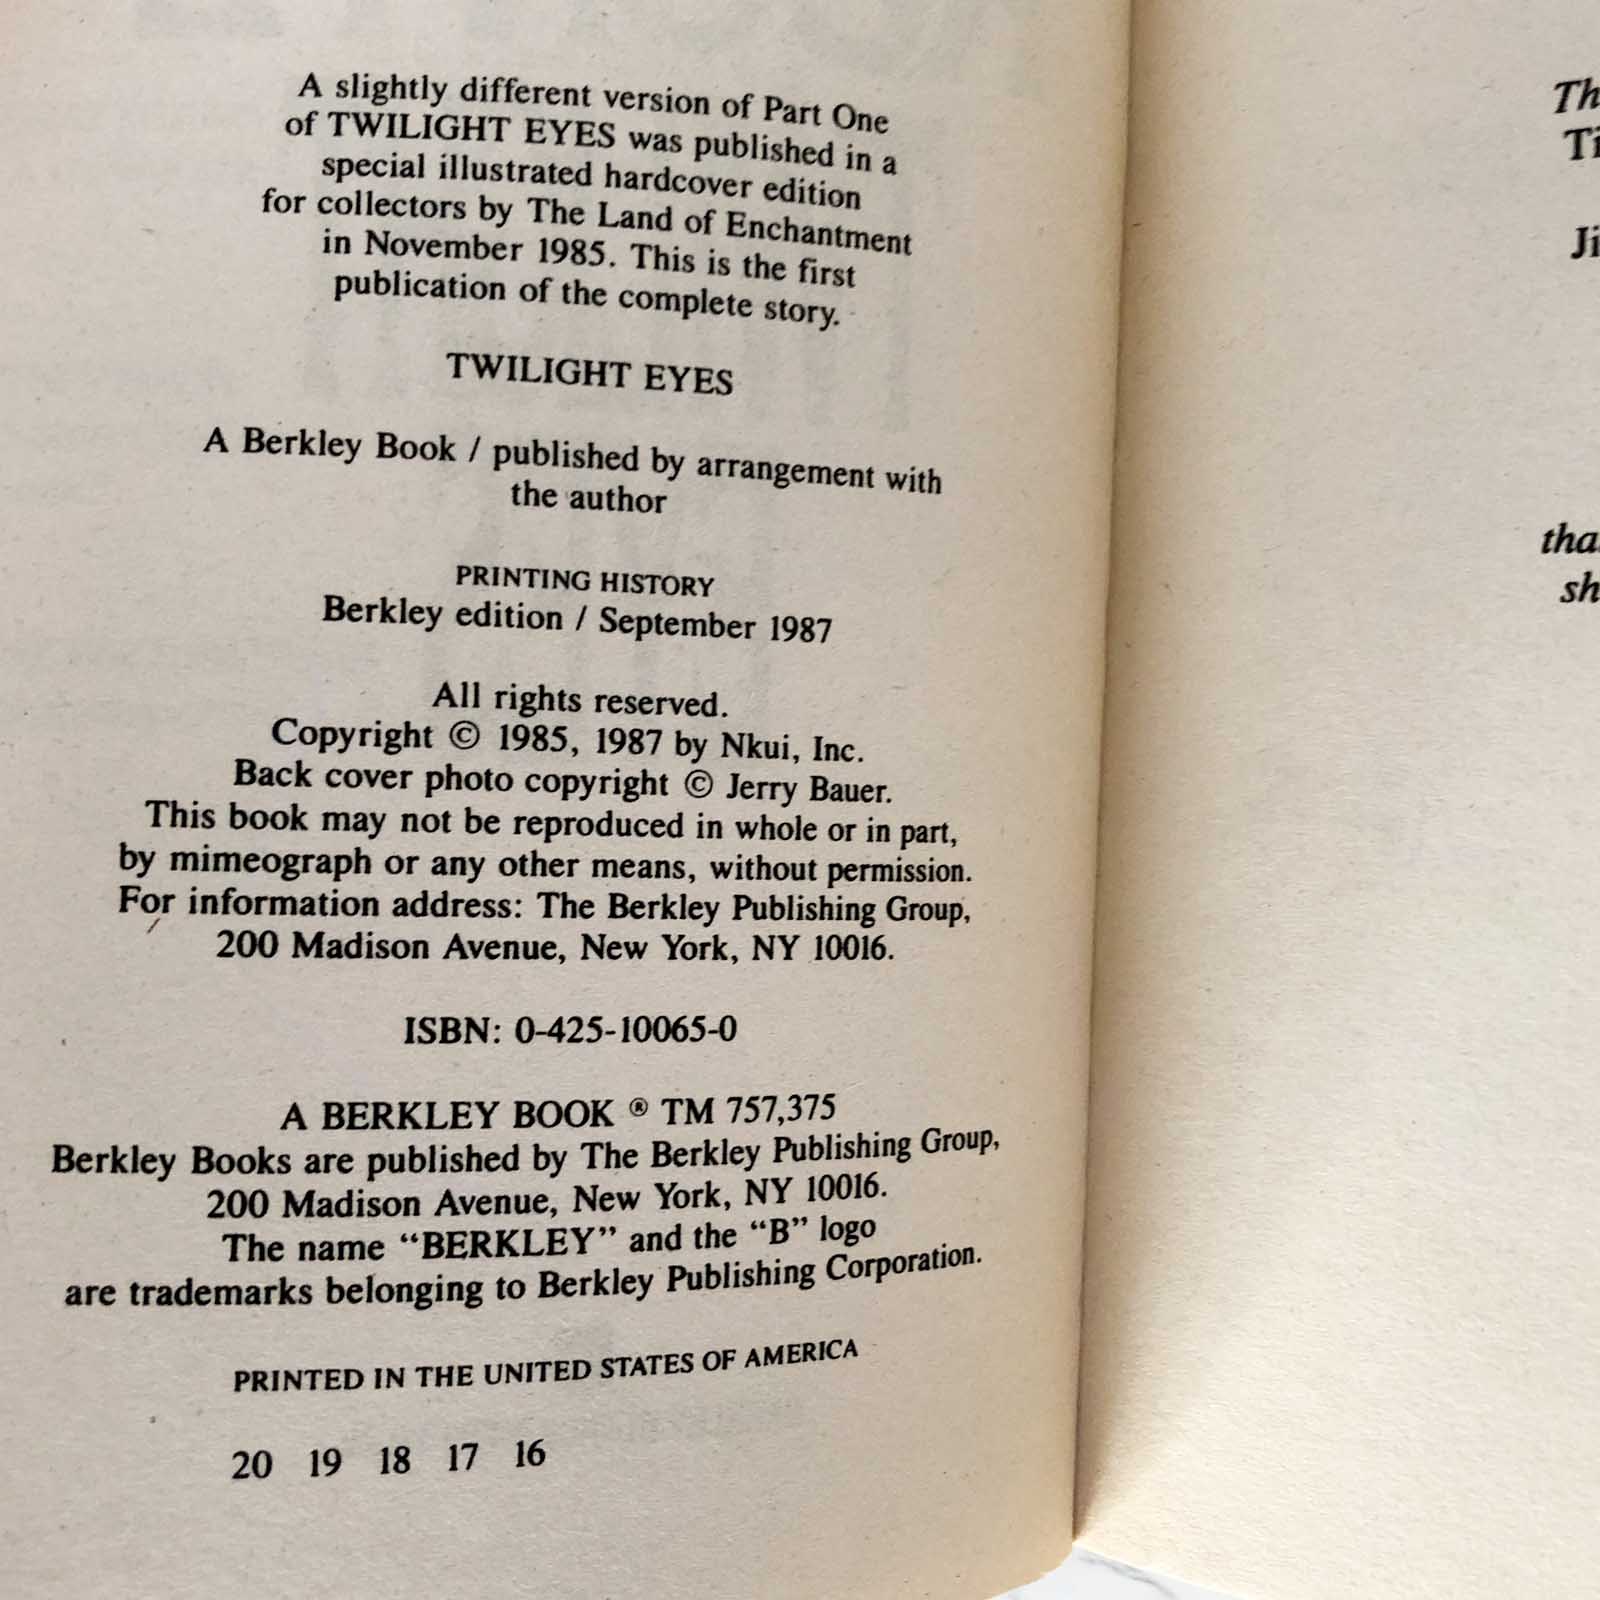 A slightly different version of Part One
of TWILIGHT EYES was published in a
special illustrated hardcover edition
for collectors by The Land of Enchantment
in November 1985. This is the first
publication of the complete story.
TWILIGHT EYES
A Berkley Book / published by arrangement with
the author
PRINTING HISTORY
Berkley edition / September 1987
All rights reserved.
Copyright © 1985, 1987 by Nkui, Inc.
Back cover photo copyright © Jerry Bauer.
This book may not be reproduced in whole or in part,
by mimeograph or any other means, without permission.
For information address: The Berkley Publishing Group,
200 Madison Avenue, New York, NY 10016.
ISBN: 0-425-10065-0
A BERKLEY BOOK ® TM 757,375
Berkley Books are published by The Berkley Publishing Group,
200 Madison Avenue, New York, NY 10016.
The name “BERKLEY” and the “B” logo
are trademarks belonging to Berkley Publishing Corporation.
PRINTED IN THE UNITED STATES OF AMERICA
20 19 18 17 16